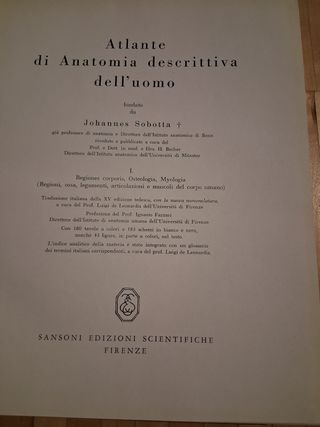 Atlante
di Anatomia descrittiva
dell'uomo
fondato
da
Johannes Sobotta †
già professore di anatomia e Direttore dell'Istituto anatomico di Bonn
riveduto e pubblicato a cura del
Prof. e Dott. in med. e fil. H. Becher
Direttore dell'Istituto anatomico dell'Università di Münster
I.
Regiones corporis, Osteologia, Myologia
(Regioni, ossa, legamenti, articolazioni e muscoli del corpo umano)
Traduzione italiana dalla XV edizione tedesca, con la nuova nomenclatura,
a cura del Prof. Luigi de Leonardis dell'Università di Firenze
Prefazione del Prof. Ignazio Fazzari
Direttore dell'Istituto di anatomia umana dell'Università di Firenze
Con 180 tavole a colori e 185 schemi in bianco e nero,
nonché 43 figure, in parte a colori, nel testo.
L'indice analitico della materia è stato integrato con un glossario
dei termini italiani corrispondenti, a cura del prof. Luigi de Leonardis
SANSONI EDIZIONI SCIENTIFICHE
FIRENZE